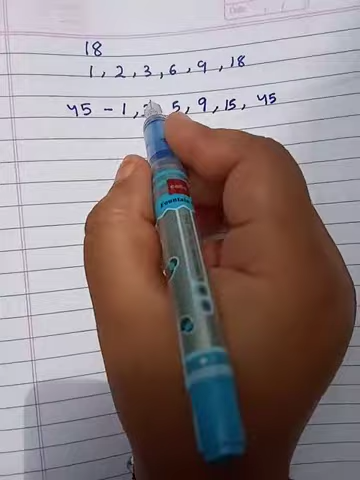 18
1, 2, 3, 6, 9, 18
45 - 1, 5, 9, 15, 45